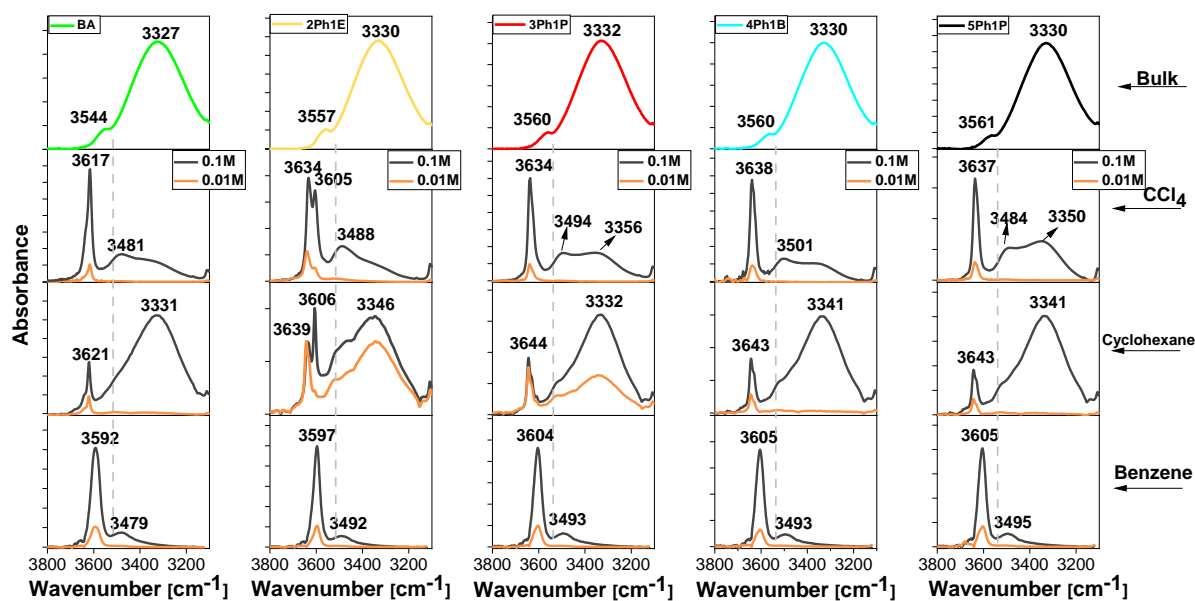 BA
2Ph1E
3Ph1P
4Ph1B
5Ph1P
3327
3330
3332
3330
3330
Bulk
3544
3557
3560
3560
3561
0.1M
0.01M
0.1M
0.01M
0.1M
0.01M
0.1M
0.01M
0.1M
0.01M
CCl4
3617
3481
3634
3605
3488
3634
3494
3356
3638
3501
3637
3484
3350
Absorbance
3331
3621
3606
3346
3639
3332
3644
3341
3643
3341
3643
Cyclohexane
3592
3479
3597
3492
3604
3493
3605
3493
3605
3495
Benzene
3800 3600 3400 3200
3800 3600 3400 3200
3800 3600 3400 3200
3800 3600 3400 3200
3800 3600 3400 3200
Wavenumber [cm-1]
Wavenumber [cm-1]
Wavenumber [cm-1]
Wavenumber [cm-1]
Wavenumber [cm-1]